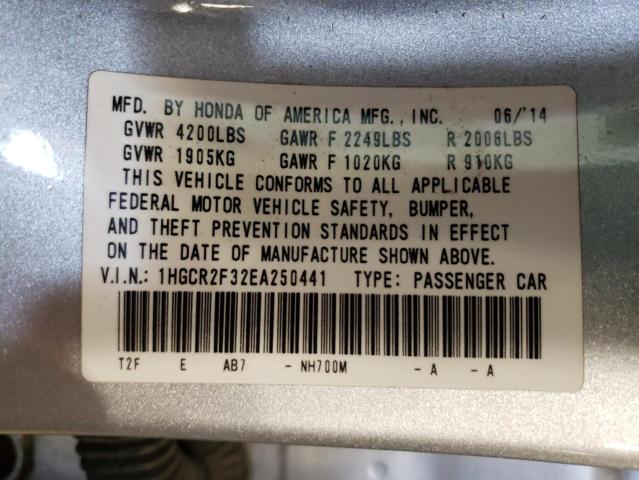 MFD. BY HONDA OF AMERICA MFG., INC. 06/'14
GVWR 4200LBS GAWR F 2249LBS R 2006LBS
GVWR 1905KG GAWR F 1020KG R 910KG
THIS VEHICLE CONFORMS TO ALL APPLICABLE
FEDERAL MOTOR VEHICLE SAFETY, BUMPER,
AND THEFT PREVENTION STANDARDS IN EFFECT
ON THE DATE OF MANUFACTURE SHOWN ABOVE.
V.I.N.: 1HGCR2F32EA250441 TYPE: PASSENGER CAR
T2F E AB7 - NH700M - A - A